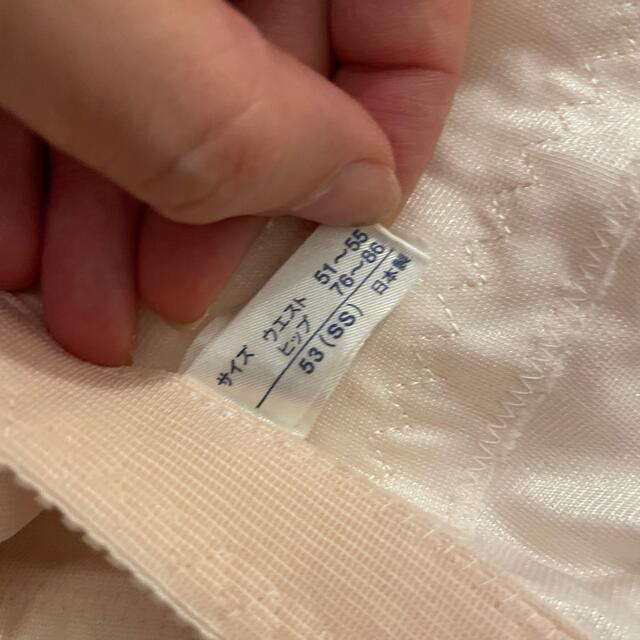 サイズ
ウエスト 51〜55
ヒップ 76〜86
53(SS)
日本製